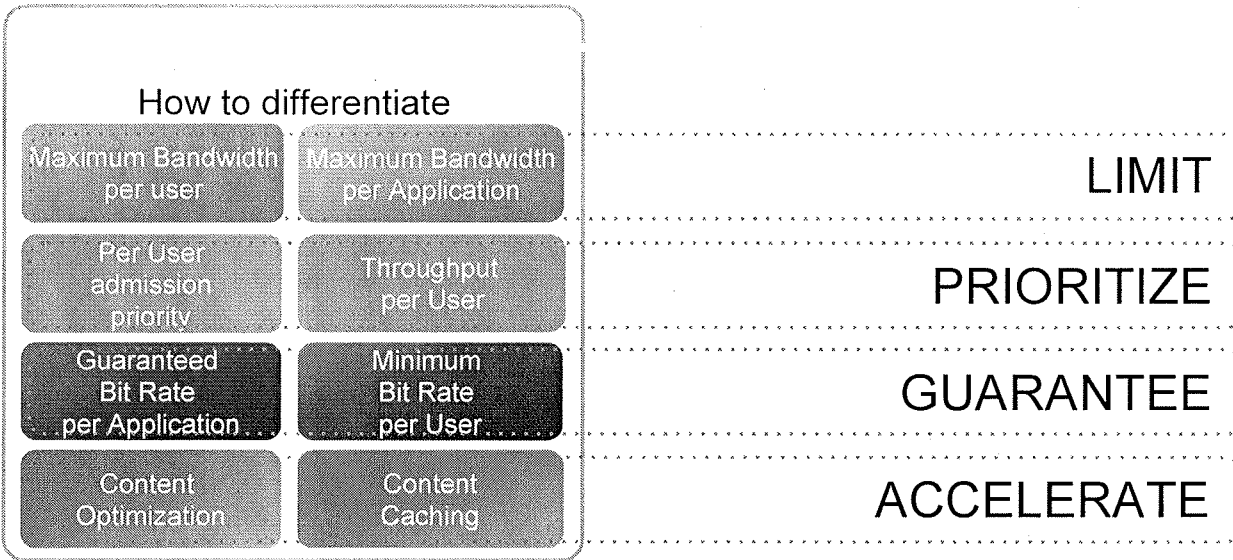 How to differentiate
Maximum Bandwidth
per user
Maximum Bandwidth
per Application
LIMIT
Per User
admission
priority
Throughput
per User
PRIORITIZE
Guaranteed
Bit Rate
per Application
Minimum
Bit Rate
per User
GUARANTEE
Content
Optimization
Content
Caching
ACCELERATE